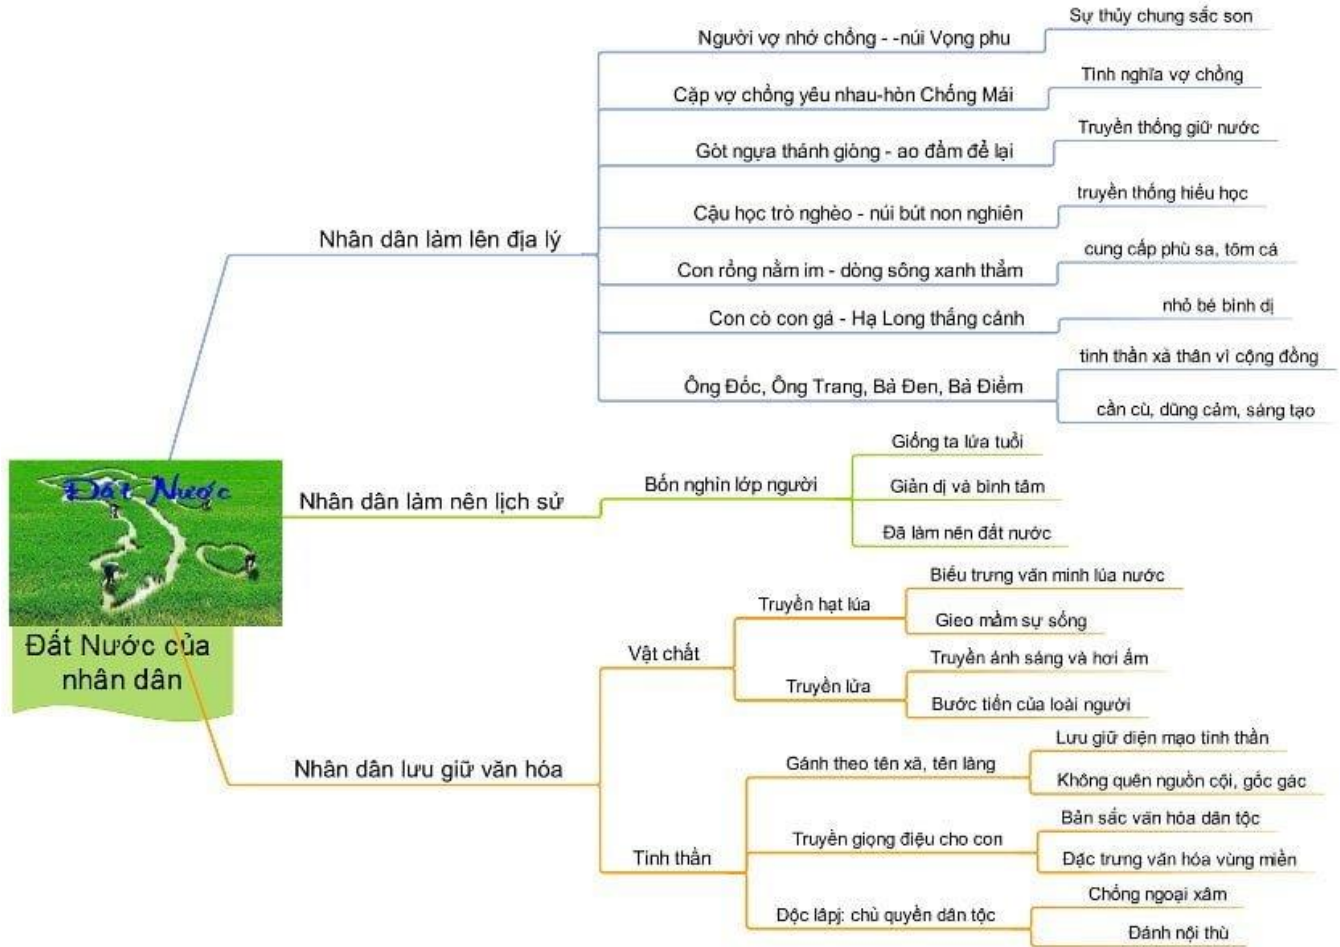 Đất Nước
Đất Nước của
nhân dân
Nhân dân làm lên địa lý
Người vợ nhớ chồng - -núi Vọng phu
Sự thủy chung sắc son
Cặp vợ chồng yêu nhau-hòn Chống Mái
Tình nghĩa vợ chồng
Gót ngựa thánh gióng - ao đầm để lại
Truyền thống giữ nước
Cậu học trò nghèo - núi bút non nghiên
truyền thống hiếu học
Con rồng nằm im - dòng sông xanh thẳm
cung cấp phù sa, tôm cá
Con cò con gá - Hạ Long thắng cảnh
nhỏ bé bình dị
Ông Đốc, Ông Trang, Bà Đen, Bà Điểm
tinh thần xả thân vì cộng đồng
cần cù, dũng cảm, sáng tạo
Nhân dân làm nên lịch sử
Bốn nghìn lớp người
Giống ta lứa tuổi
Giản dị và bình tâm
Đã làm nên đất nước
Nhân dân lưu giữ văn hóa
Vật chất
Truyền hạt lúa
Biểu trưng văn minh lúa nước
Gieo mầm sự sống
Truyền lửa
Truyền ánh sáng và hơi ấm
Bước tiến của loài người
Tinh thần
Gánh theo tên xã, tên làng
Lưu giữ diện mạo tinh thần
Không quên nguồn cội, gốc gác
Truyền giọng điệu cho con
Bản sắc văn hóa dân tộc
Đặc trưng văn hóa vùng miền
Độc lâpj: chủ quyền dân tộc
Chống ngoại xâm
Đánh nội thù